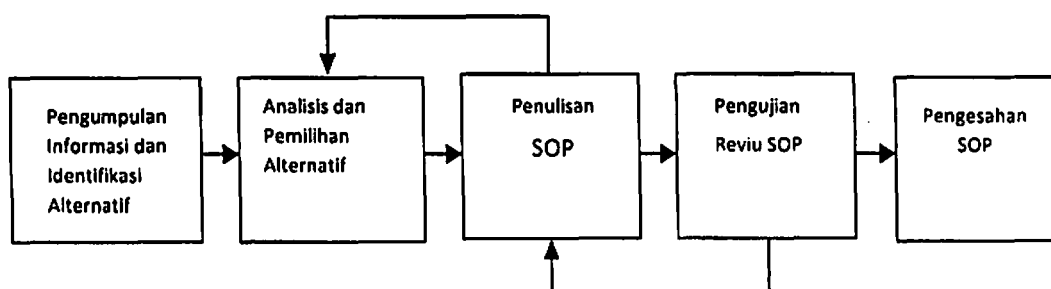 Pengumpulan
Informasi dan
Identifikasi
Alternatif
Analisis dan
Pemilihan
Alternatif
Penulisan
SOP
Pengujian
Reviu SOP
Pengesahan
SOP